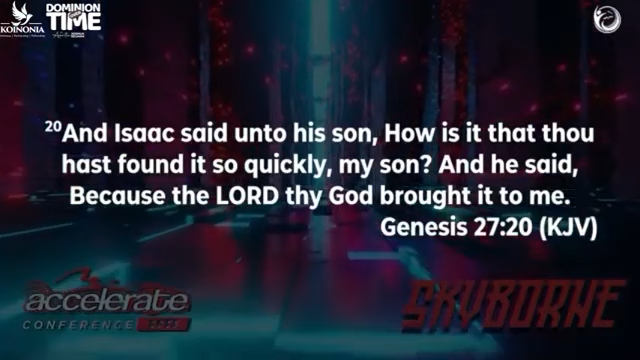 KOINONIA
DOMINION
OVER
TIME
20And Isaac said unto his son, How is it that thou
hast found it so quickly, my son? And he said,
Because the LORD thy God brought it to me.
Genesis 27:20 (KJV)
accelerate
CONFERENCE
SKYBORNE